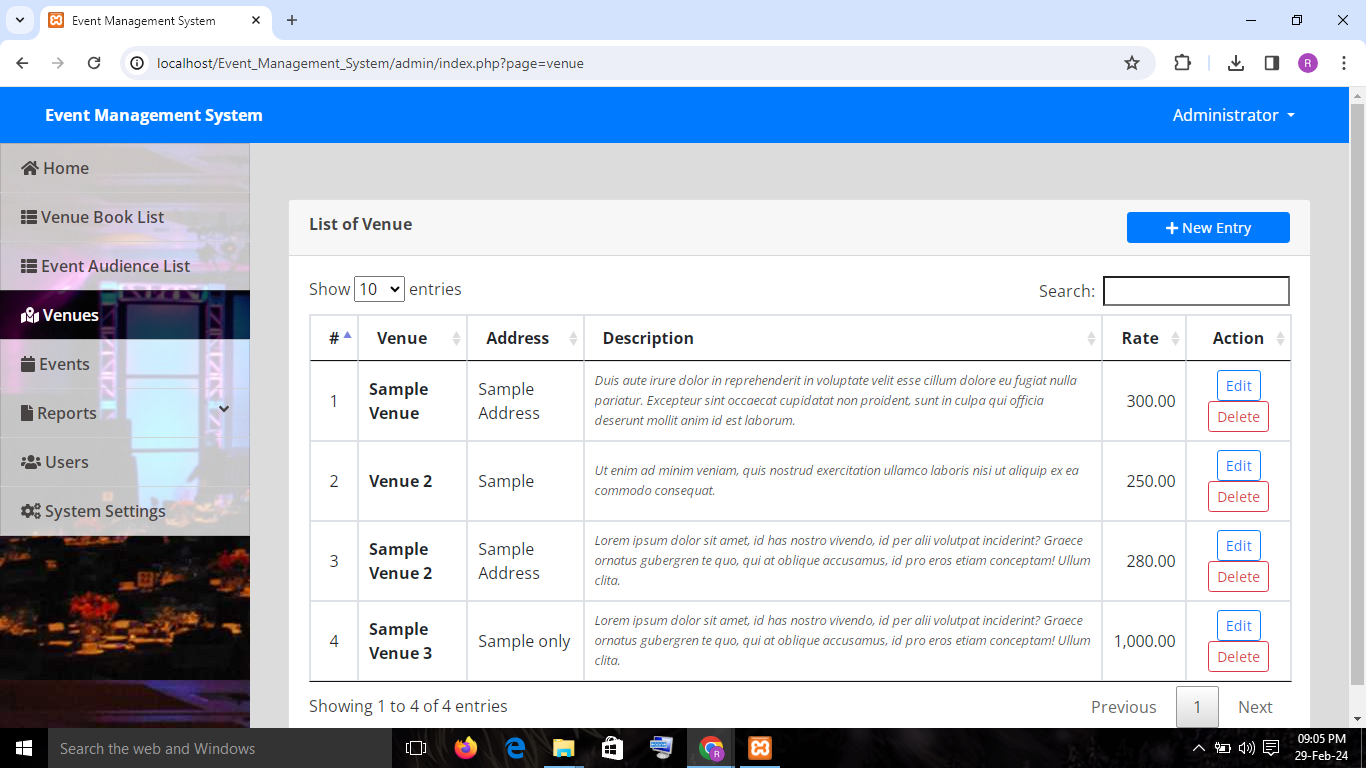 Event Management System
localhost/Event_Management_System/admin/index.php?page=venue
R
Event Management System
Administrator
Home
Venue Book List
Event Audience List
Venues
Events
Reports
Users
System Settings
List of Venue
+ New Entry
Show 10 entries
Search:
# Venue Address Description Rate Action
1 Sample Venue Sample Address Duis aute irure dolor in reprehenderit in voluptate velit esse cillum dolore eu fugiat nulla
pariatur. Excepteur sint occaecat cupidatat non proident, sunt in culpa qui officia
deserunt mollit anim id est laborum. 300.00 Edit
Delete
2 Venue 2 Sample Ut enim ad minim veniam, quis nostrud exercitation ullamco laboris nisi ut aliquip ex ea
commodo consequat. 250.00 Edit
Delete
3 Sample Venue 2 Sample Address Lorem ipsum dolor sit amet, id has nostro vivendo, id per alii volutpat inciderint? Graece
ornatus gubergren te quo, qui at oblique accusamus, id pro eros etiam conceptam! Ullum
clita. 280.00 Edit
Delete
4 Sample Venue 3 Sample only Lorem ipsum dolor sit amet, id has nostro vivendo, id per alii volutpat inciderint? Graece
ornatus gubergren te quo, qui at oblique accusamus, id pro eros etiam conceptam! Ullum
clita. 1,000.00 Edit
Delete
Showing 1 to 4 of 4 entries
Previous 1 Next
Search the web and Windows
R
09:05 PM
29-Feb-24